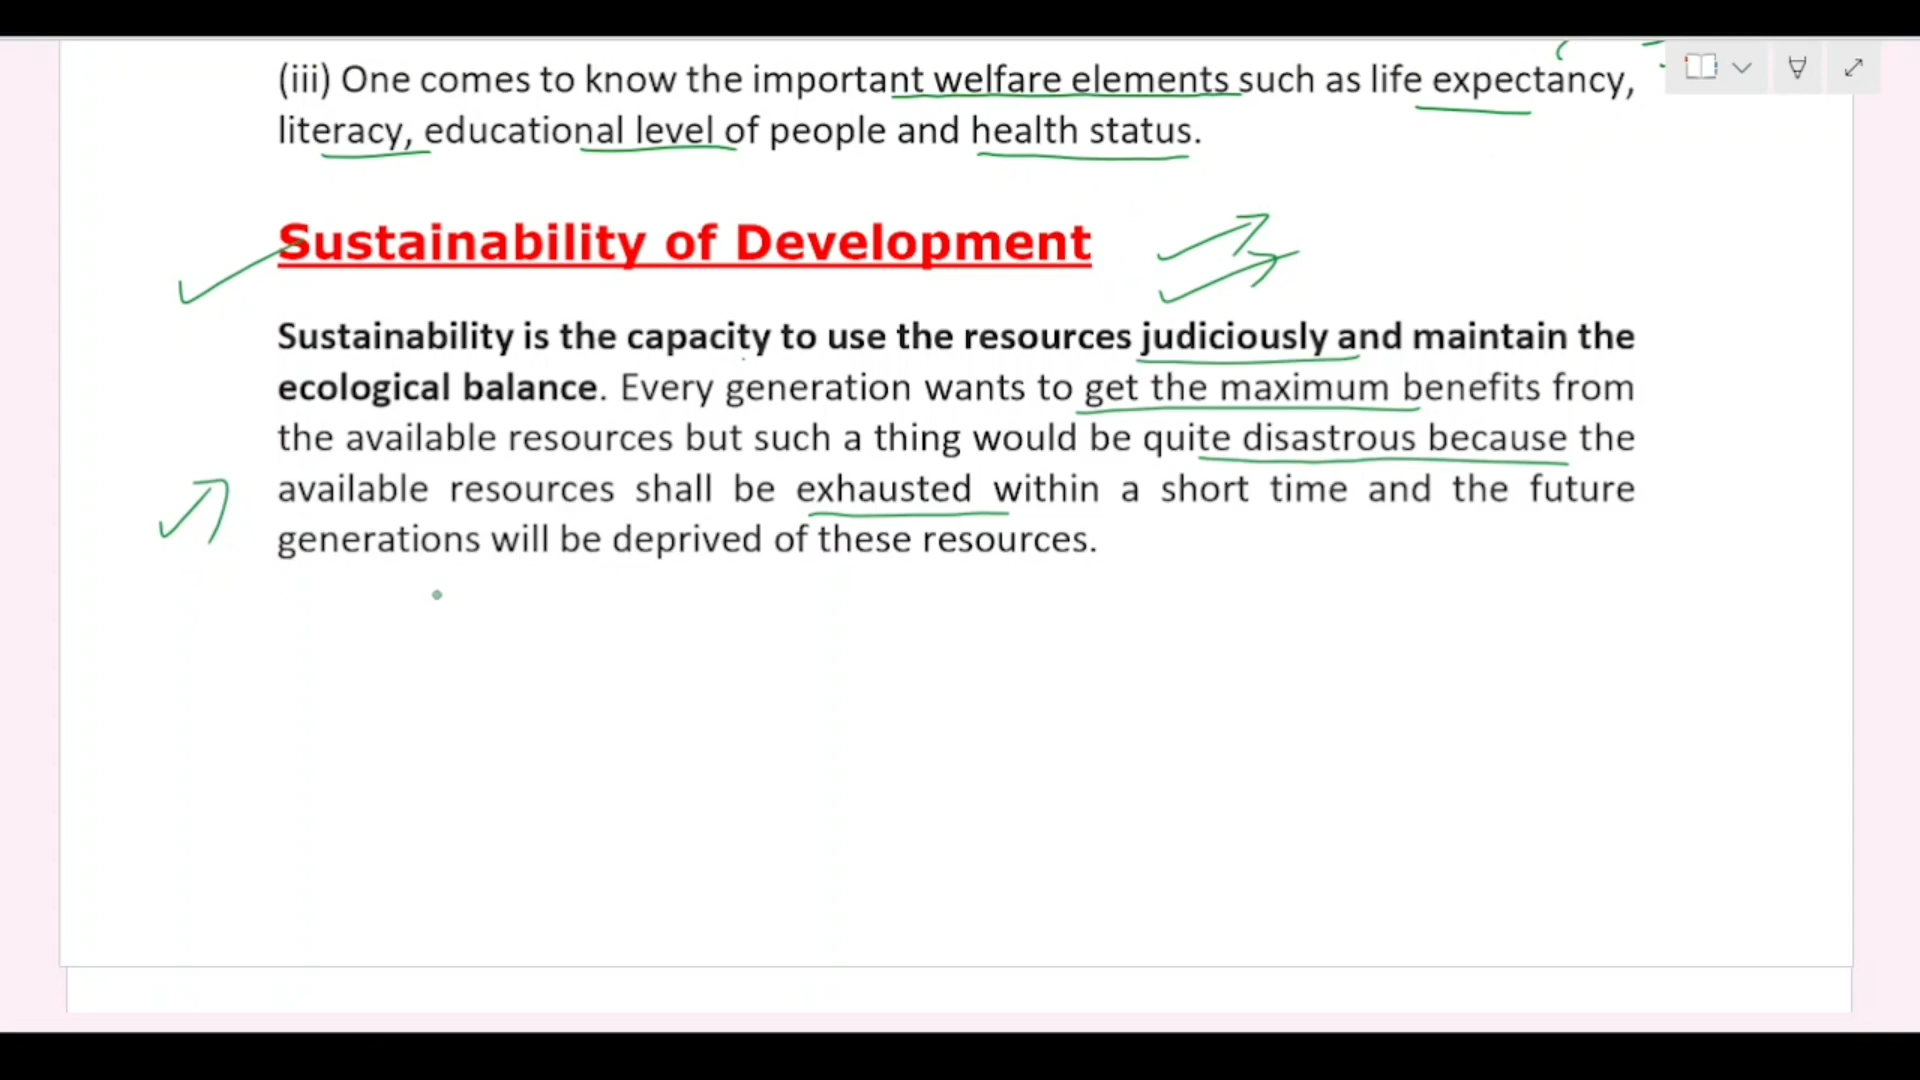 (iii) One comes to know the important welfare elements such as life expectancy,
literacy, educational level of people and health status.
Sustainability of Development
Sustainability is the capacity to use the resources judiciously and maintain the
ecological balance. Every generation wants to get the maximum benefits from
the available resources but such a thing would be quite disastrous because the
available resources shall be exhausted within a short time and the future
generations will be deprived of these resources.